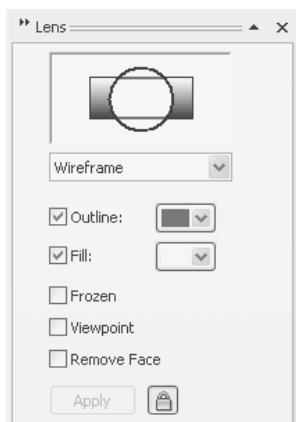 Lens
Wireframe
Outline:
Fill:
Frozen
Viewpoint
Remove Face
Apply